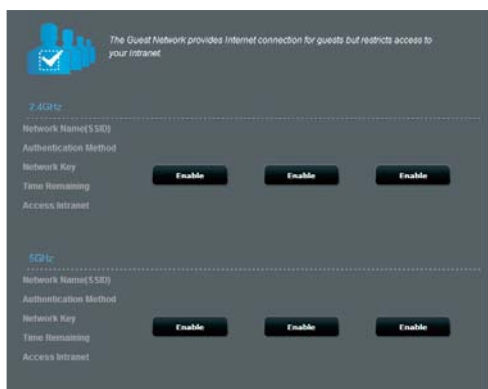 The Guest Network provides Internet connection for guests but restricts access to
your Intranet.
2.4GHz
Network Name(SSID)
Authentication Method
Network Key
Enable Enable Enable
Time Remaining
Access Intranet
5GHz
Network Name(SSID)
Authentication Method
Network Key
Enable Enable Enable
Time Remaining
Access Intranet